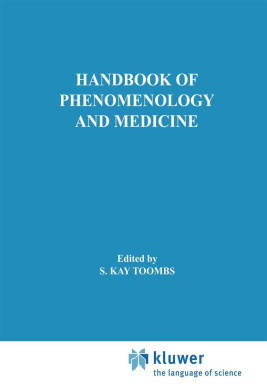 HANDBOOK OF
PHENOMENOLOGY
AND MEDICINE
Edited by
S. KAY TOOMBS
kluwer
the language of science